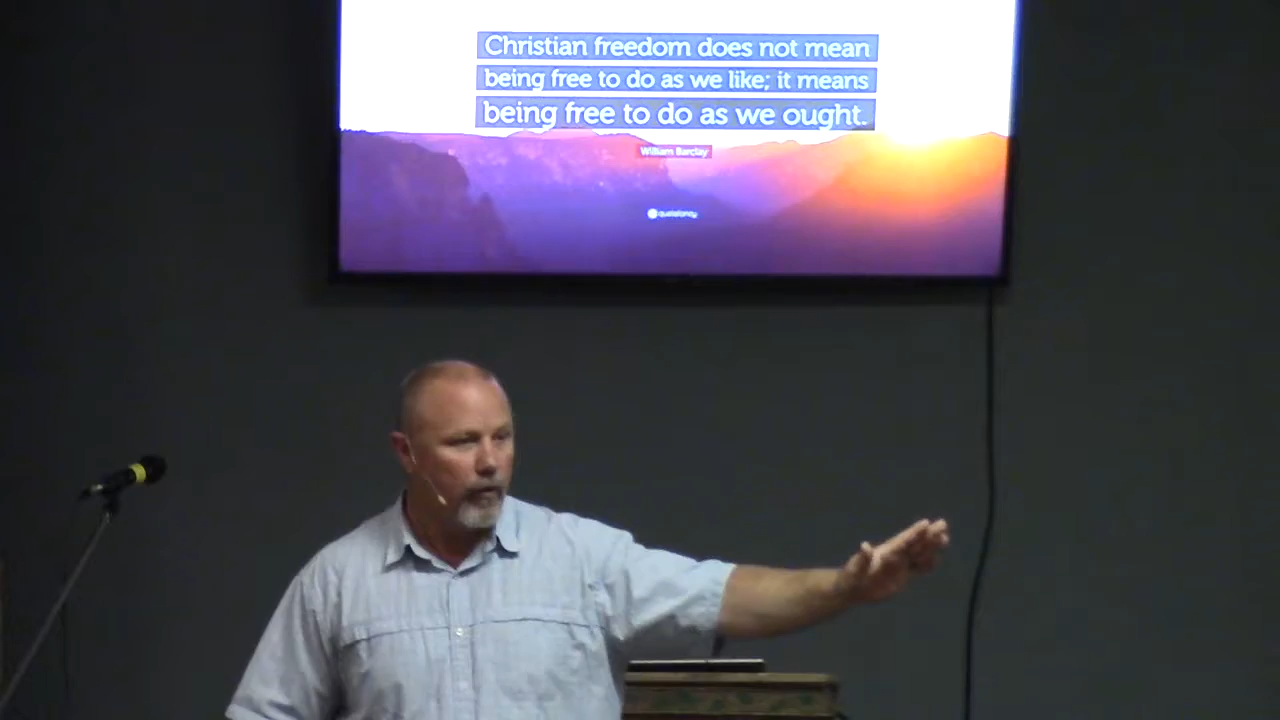 Christian freedom does not mean
being free to do as we like; it means
being free to do as we ought.
William Barclay
quotefancy